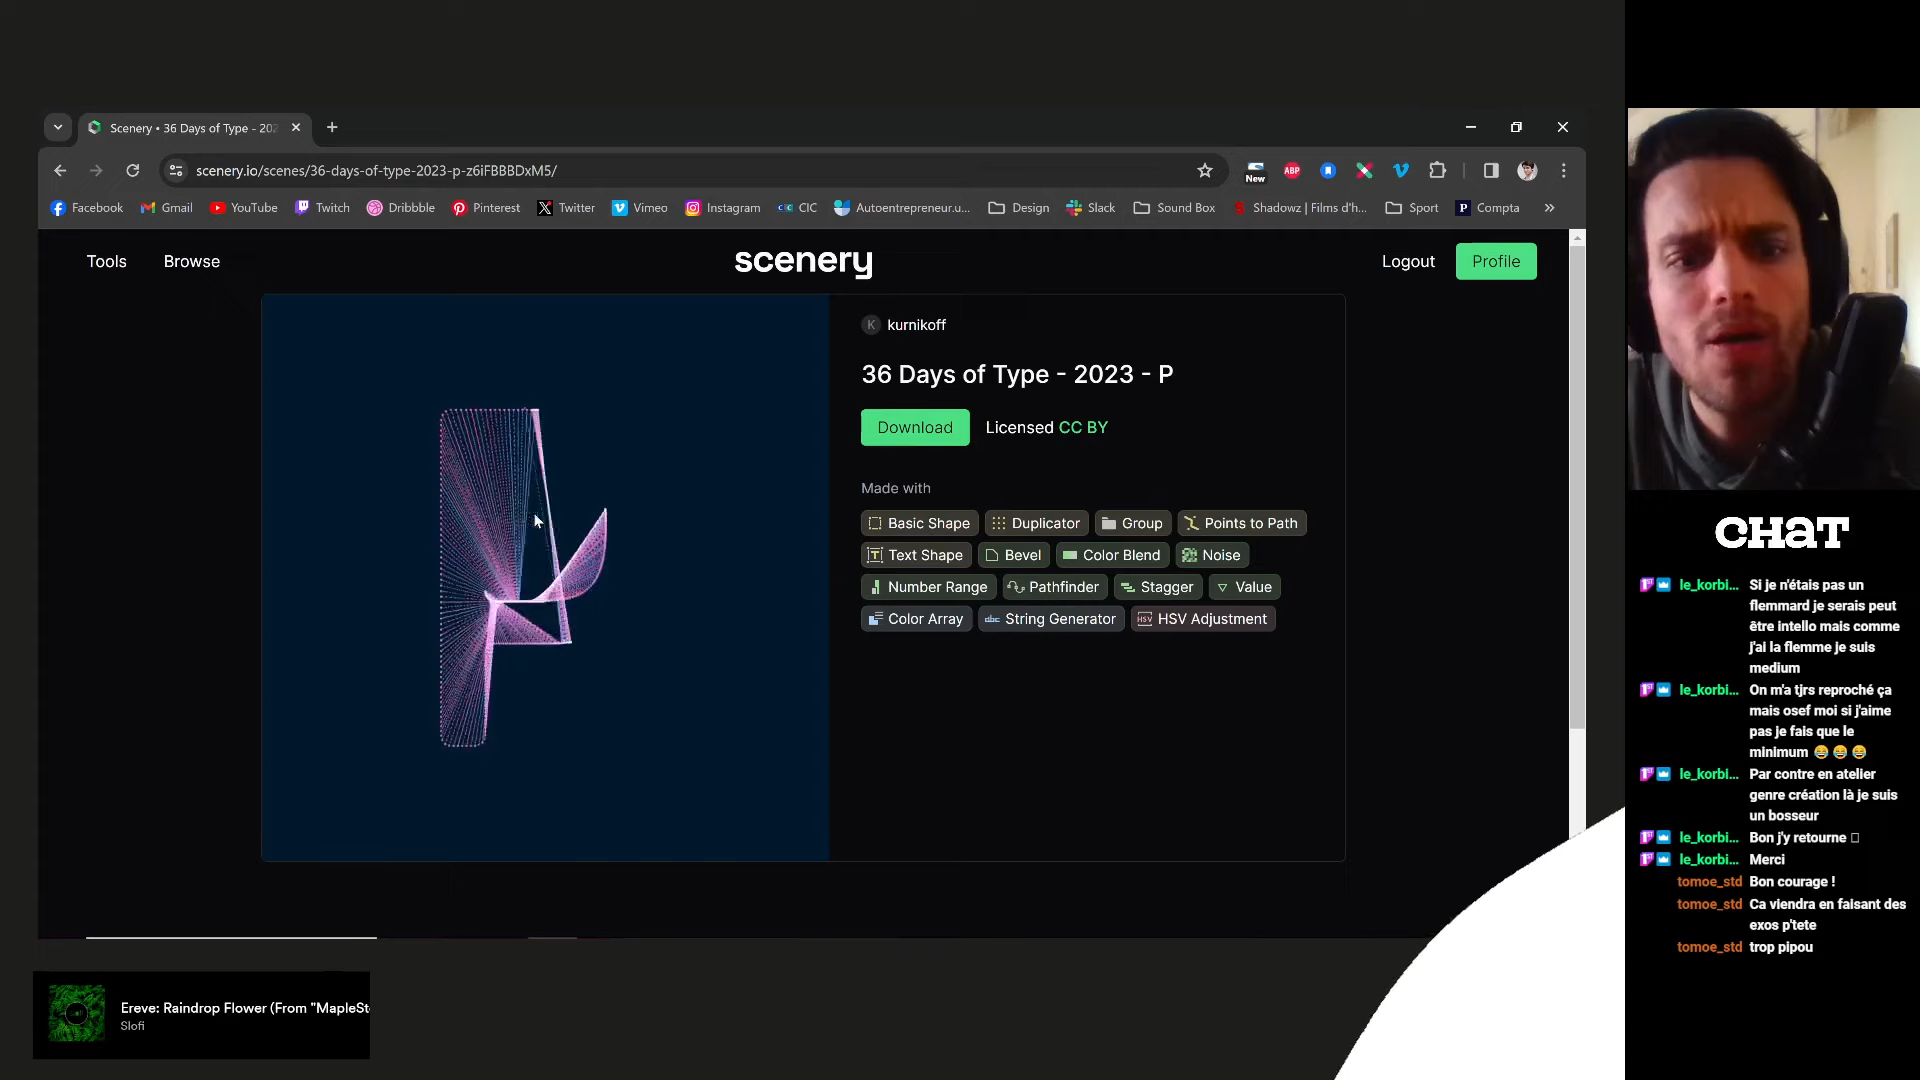 Scenery • 36 Days of Type - 202
scenery.io/scenes/36-days-of-type-2023-p-z6iFBBBDxM5/
New
ABP
Facebook
Gmail
YouTube
Twitch
Dribbble
Pinterest
Twitter
Vimeo
Instagram
CIC
Autoentrepreneur.u...
Design
Slack
Sound Box
Shadowz | Films d'h...
Sport
P Compta
Tools
Browse
scenery
Logout
Profile
K kurnikoff
36 Days of Type - 2023 - P
Download
Licensed CC BY
Made with
Basic Shape
Duplicator
Group
Points to Path
Text Shape
Bevel
Color Blend
Noise
Number Range
Pathfinder
Stagger
Value
Color Array
abc String Generator
HSV HSV Adjustment
Ereve: Raindrop Flower (From "MapleSt
Slofi
CHAT
le_korbi... Si je n'étais pas un
flemmard je serais peut
être intello mais comme
j'ai la flemme je suis
medium
le_korbi... On m'a tjrs reproché ça
mais osef moi si j'aime
pas je fais que le
minimum 😂 😂 😂
le_korbi... Par contre en atelier
genre création là je suis
un bosseur
le_korbi... Bon j'y retourne
le_korbi... Merci
tomoe_std Bon courage !
tomoe_std Ca viendra en faisant des
exos p'tete
tomoe_std trop pipou